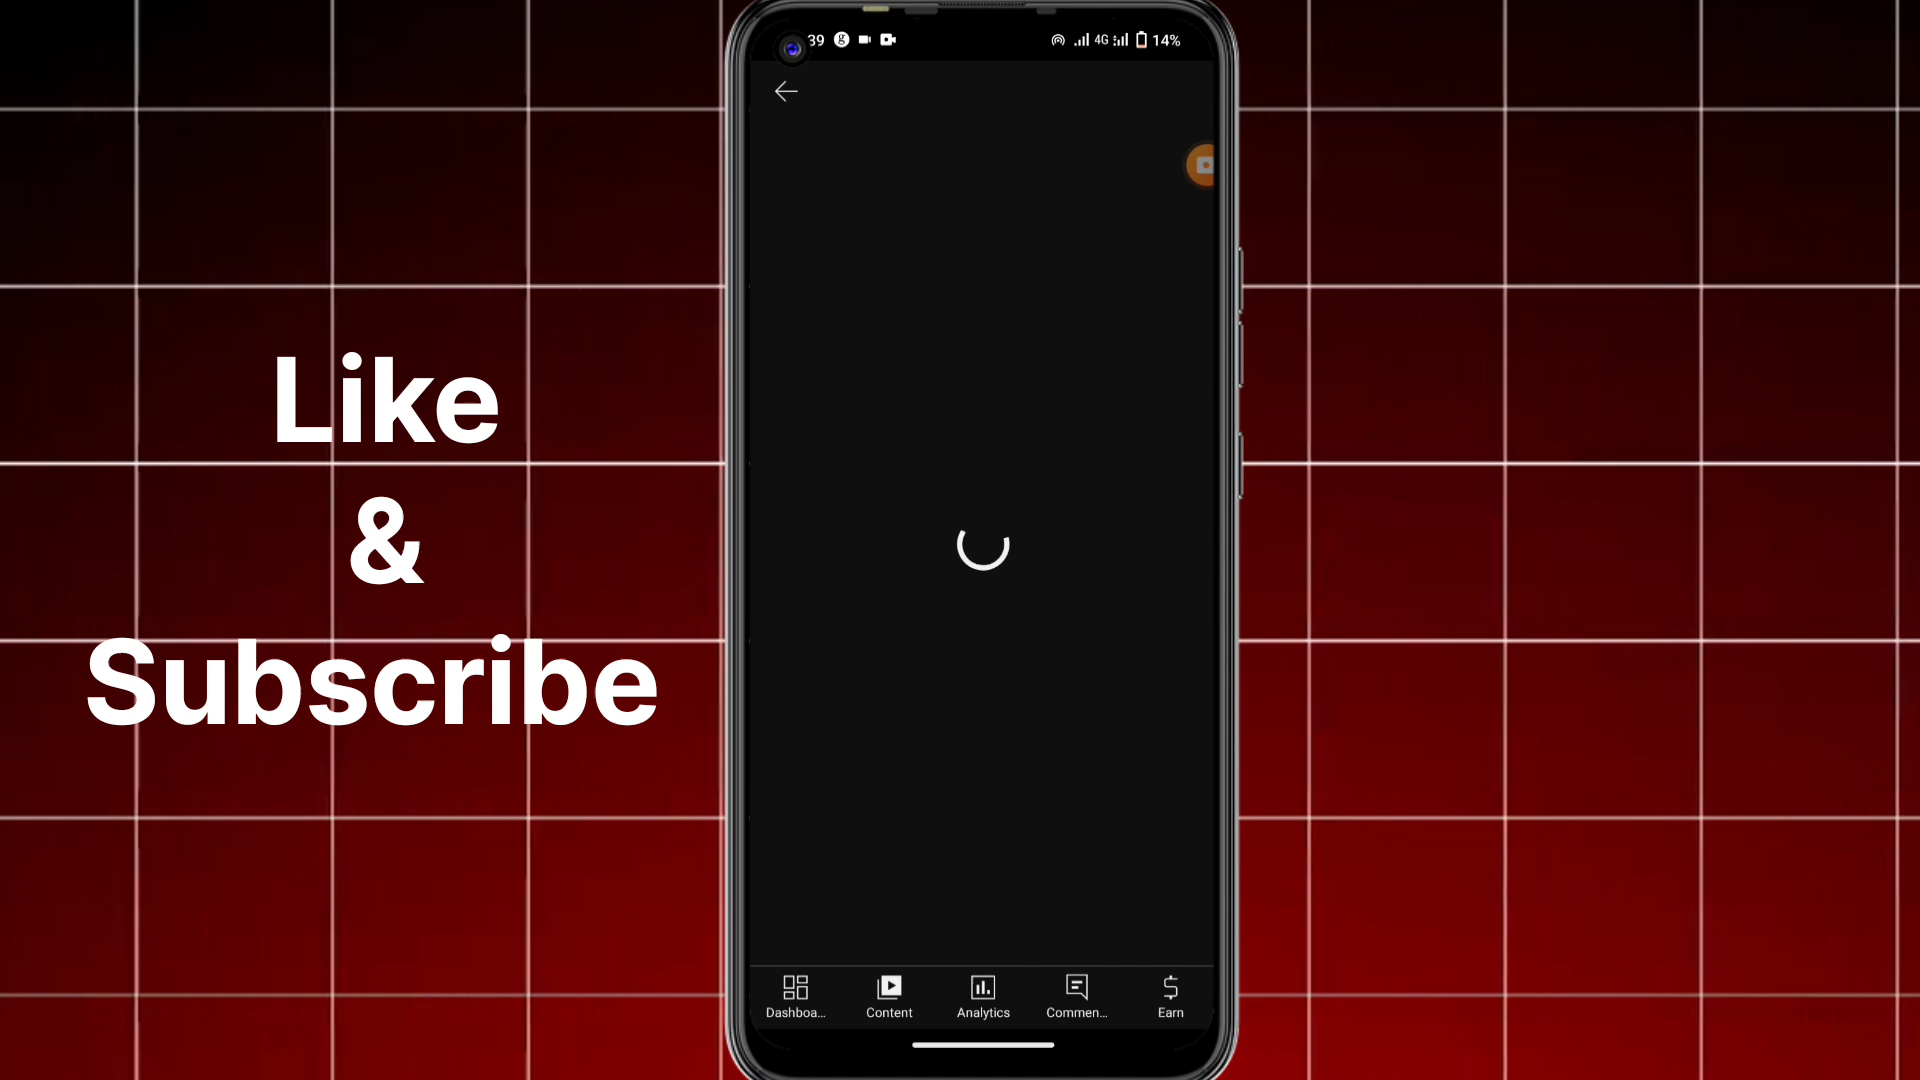 Like
&
Subscribe
39 4G 14%
Dashboa... Content Analytics Commen... Earn